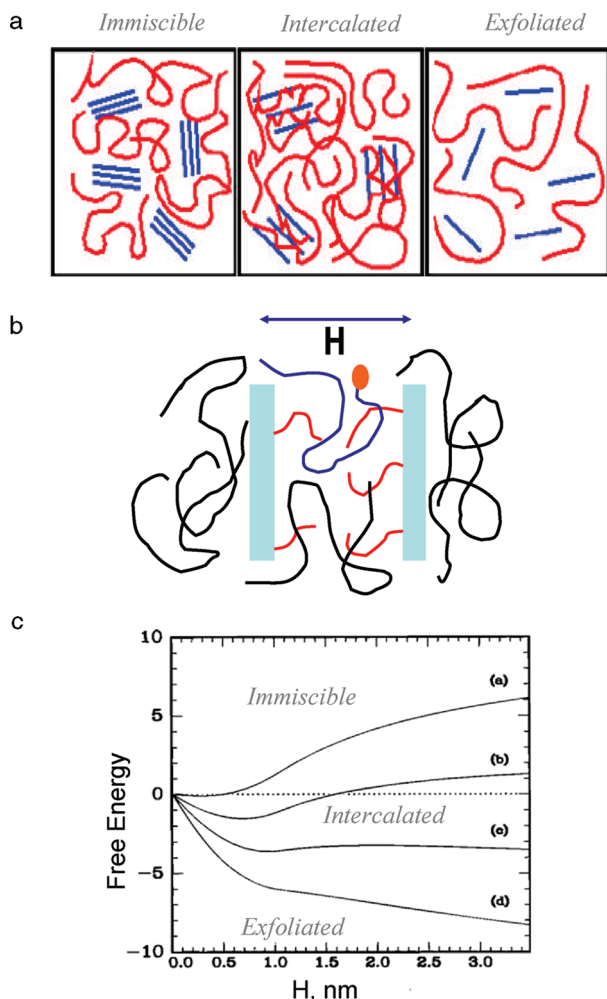 a
Immiscible Intercalated Exfoliated
b
H
c
10
5
0
-5
-10
Free Energy
Immiscible
Intercalated
Exfoliated
(a)
(b)
(c)
(d)
0.0 0.5 1.0 1.5 2.0 2.5 3.0
H, nm